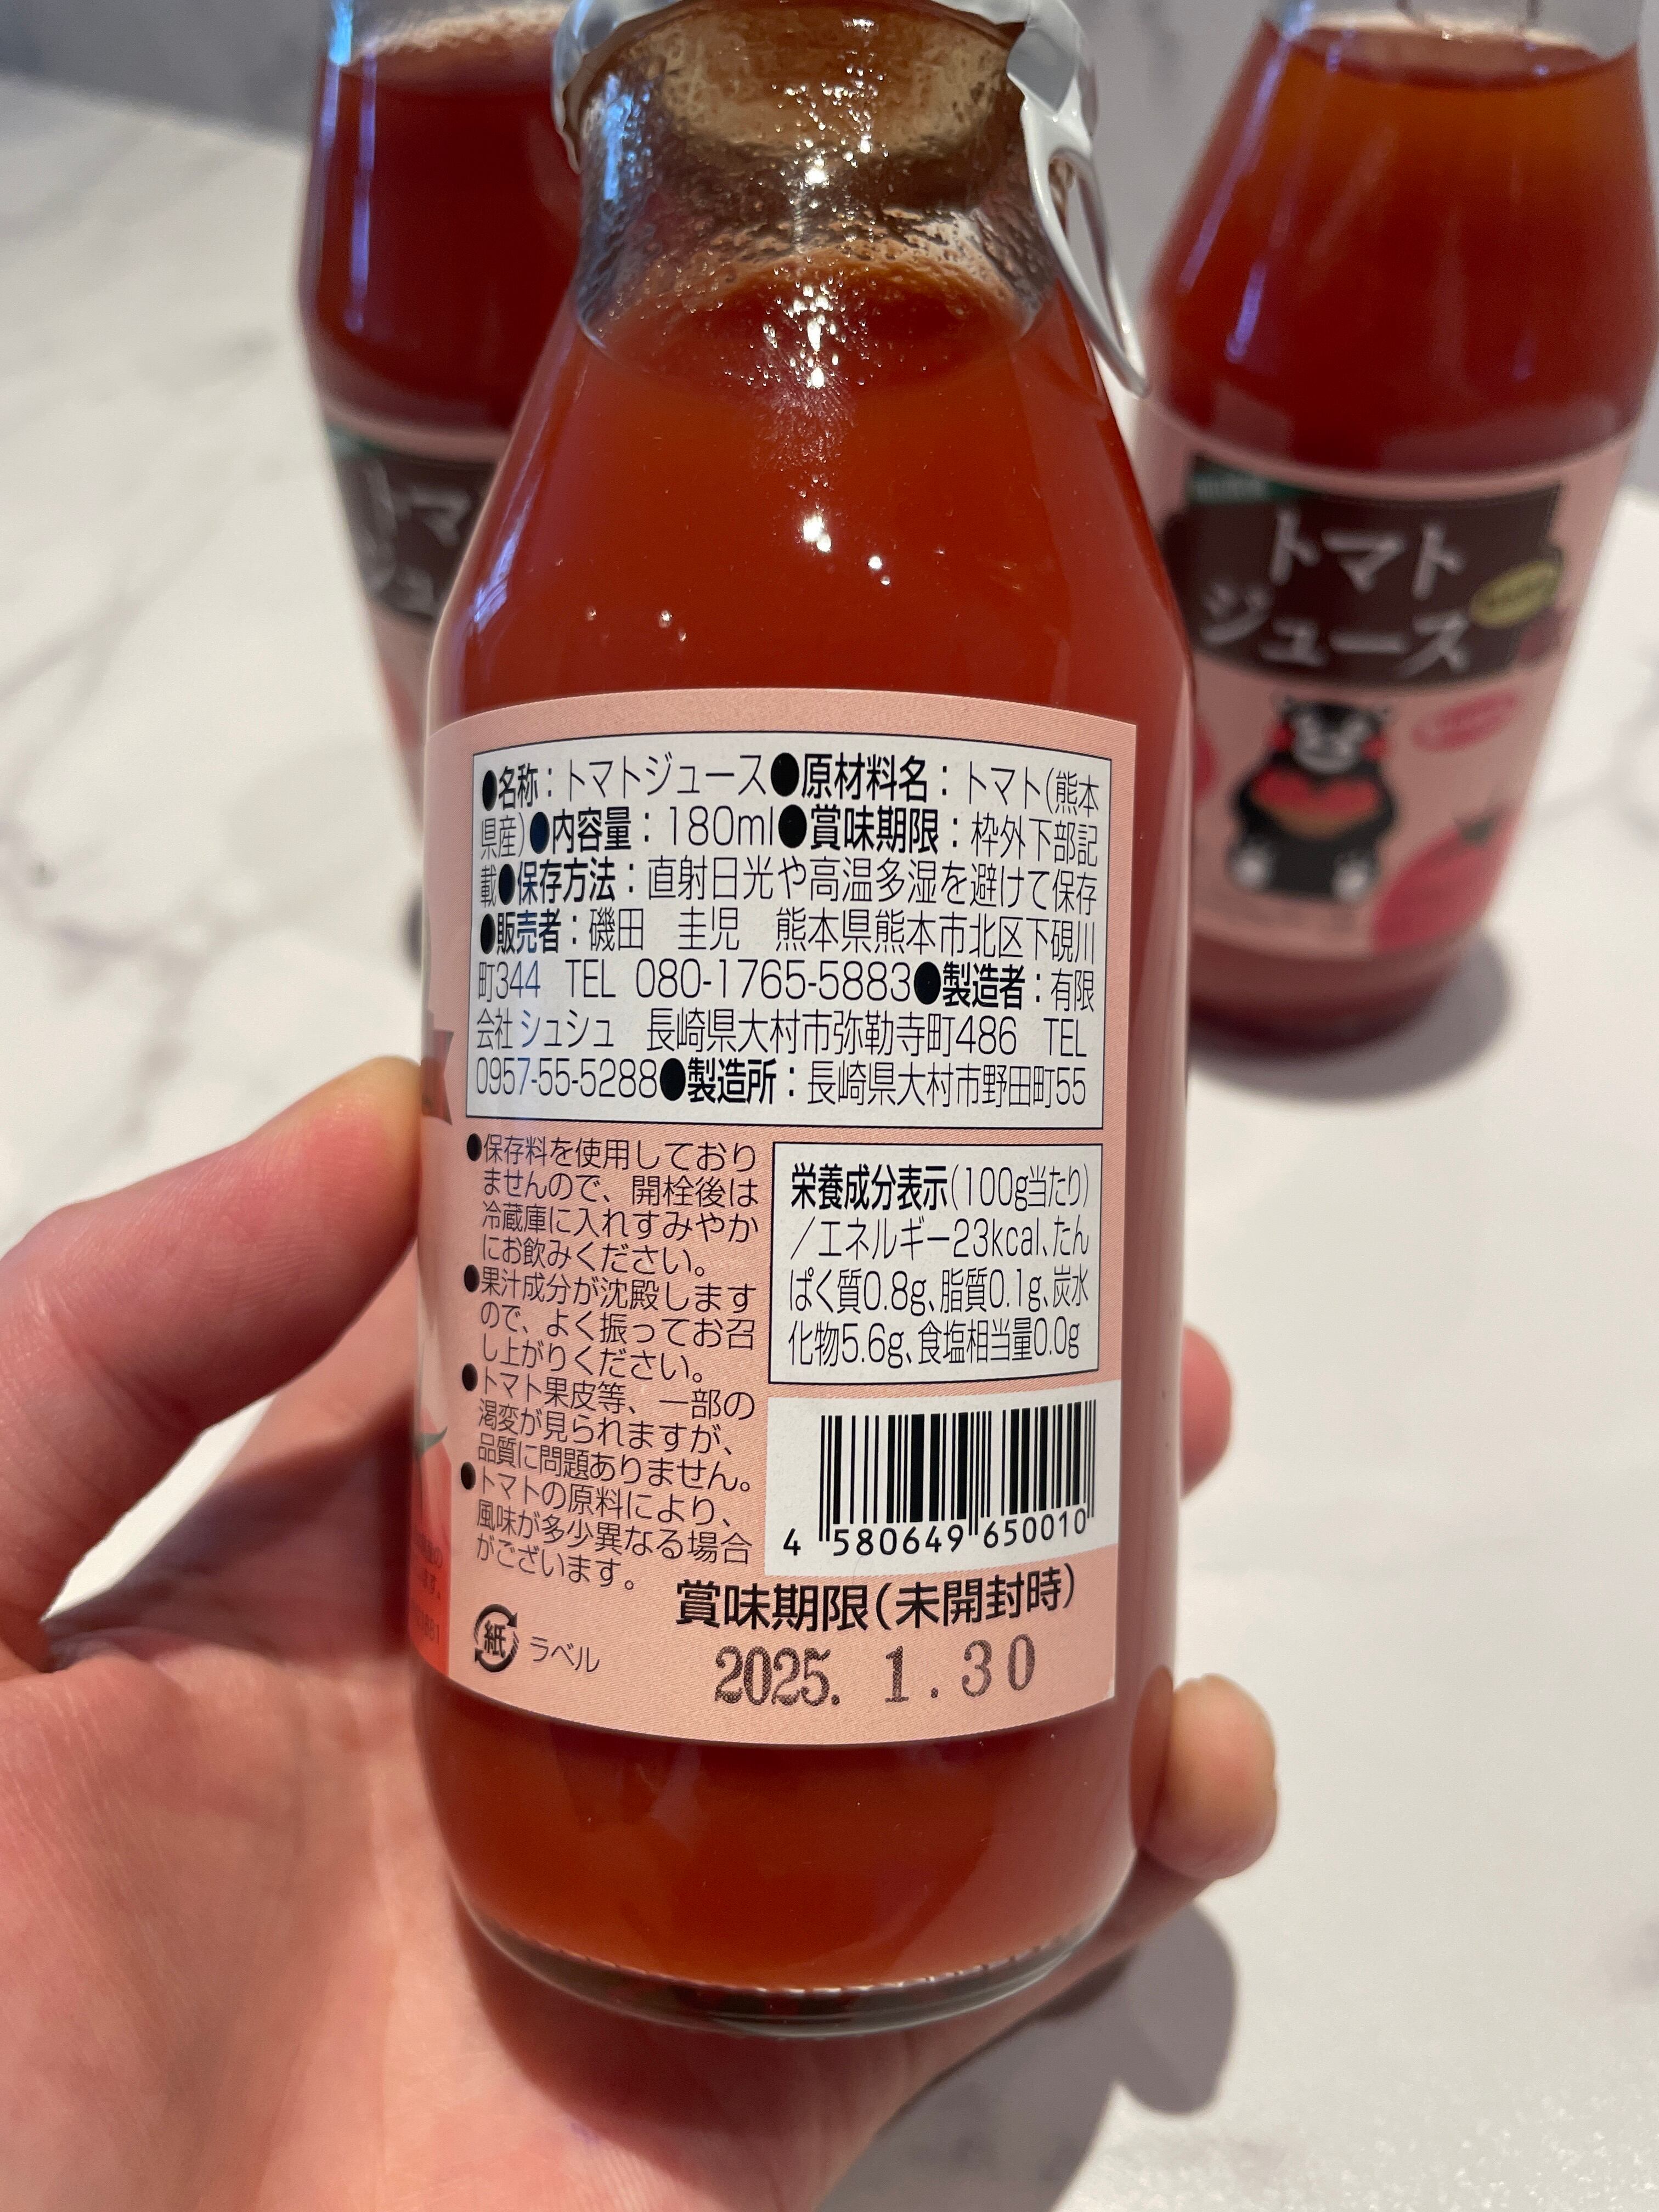 トマト
ジュース
トマ
ジュ
●名称：トマトジュース●原材料名：トマト(熊本
県産)●内容量：180ml●賞味期限：枠外下部記
載●保存方法：直射日光や高温多湿を避けて保存
●販売者：磯田　圭児　熊本県熊本市北区下硯川
町344　TEL 080-1765-5883●製造者：有限
会社シュシュ　長崎県大村市弥勒寺町486　TEL
0957-55-5288●製造所：長崎県大村市野田町55
●保存料を使用しており
ませんので、開栓後は
冷蔵庫に入れすみやか
にお飲みください。
●果汁成分が沈殿します
ので、よく振ってお召
し上がりください。
●トマト果皮等、一部の
渇変が見られますが、
品質に問題ありません。
●トマトの原料により、
風味が多少異なる場合
がございます。
栄養成分表示(100g当たり)
/エネルギー23kcal、たん
ぱく質0.8g、脂質0.1g、炭水
化物5.6g、食塩相当量0.0g
4 580649 650010
賞味期限(未開封時)
2025. 1. 30
紙 ラベル